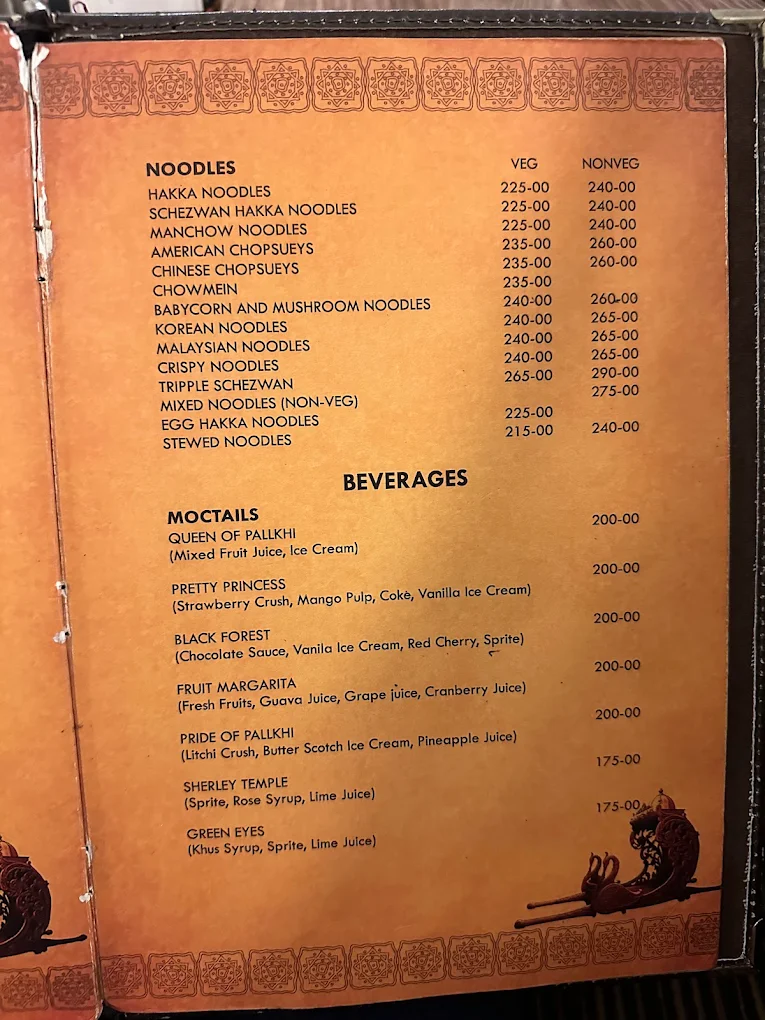 NOODLES VEG NONVEG
HAKKA NOODLES 225-00 240-00
SCHEZWAN HAKKA NOODLES 225-00 240-00
MANCHOW NOODLES 225-00 240-00
AMERICAN CHOPSUEYS 235-00 260-00
CHINESE CHOPSUEYS 235-00 260-00
CHOWMEIN 235-00
BABYCORN AND MUSHROOM NOODLES 240-00 260-00
KOREAN NOODLES 240-00 265-00
MALAYSIAN NOODLES 240-00 265-00
CRISPY NOODLES 240-00 265-00
TRIPPLE SCHEZWAN 265-00 290-00
MIXED NOODLES (NON-VEG) 275-00
EGG HAKKA NOODLES 225-00
STEWED NOODLES 215-00 240-00
BEVERAGES
MOCTAILS
QUEEN OF PALLKHI 200-00
(Mixed Fruit Juice, Ice Cream)
PRETTY PRINCESS 200-00
(Strawberry Crush, Mango Pulp, Coke, Vanilla Ice Cream)
BLACK FOREST 200-00
(Chocolate Sauce, Vanila Ice Cream, Red Cherry, Sprite)
FRUIT MARGARITA 200-00
(Fresh Fruits, Guava Juice, Grape juice, Cranberry Juice)
PRIDE OF PALLKHI 200-00
(Litchi Crush, Butter Scotch Ice Cream, Pineapple Juice)
SHERLEY TEMPLE 175-00
(Sprite, Rose Syrup, Lime Juice)
GREEN EYES 175-00
(Khus Syrup, Sprite, Lime Juice)